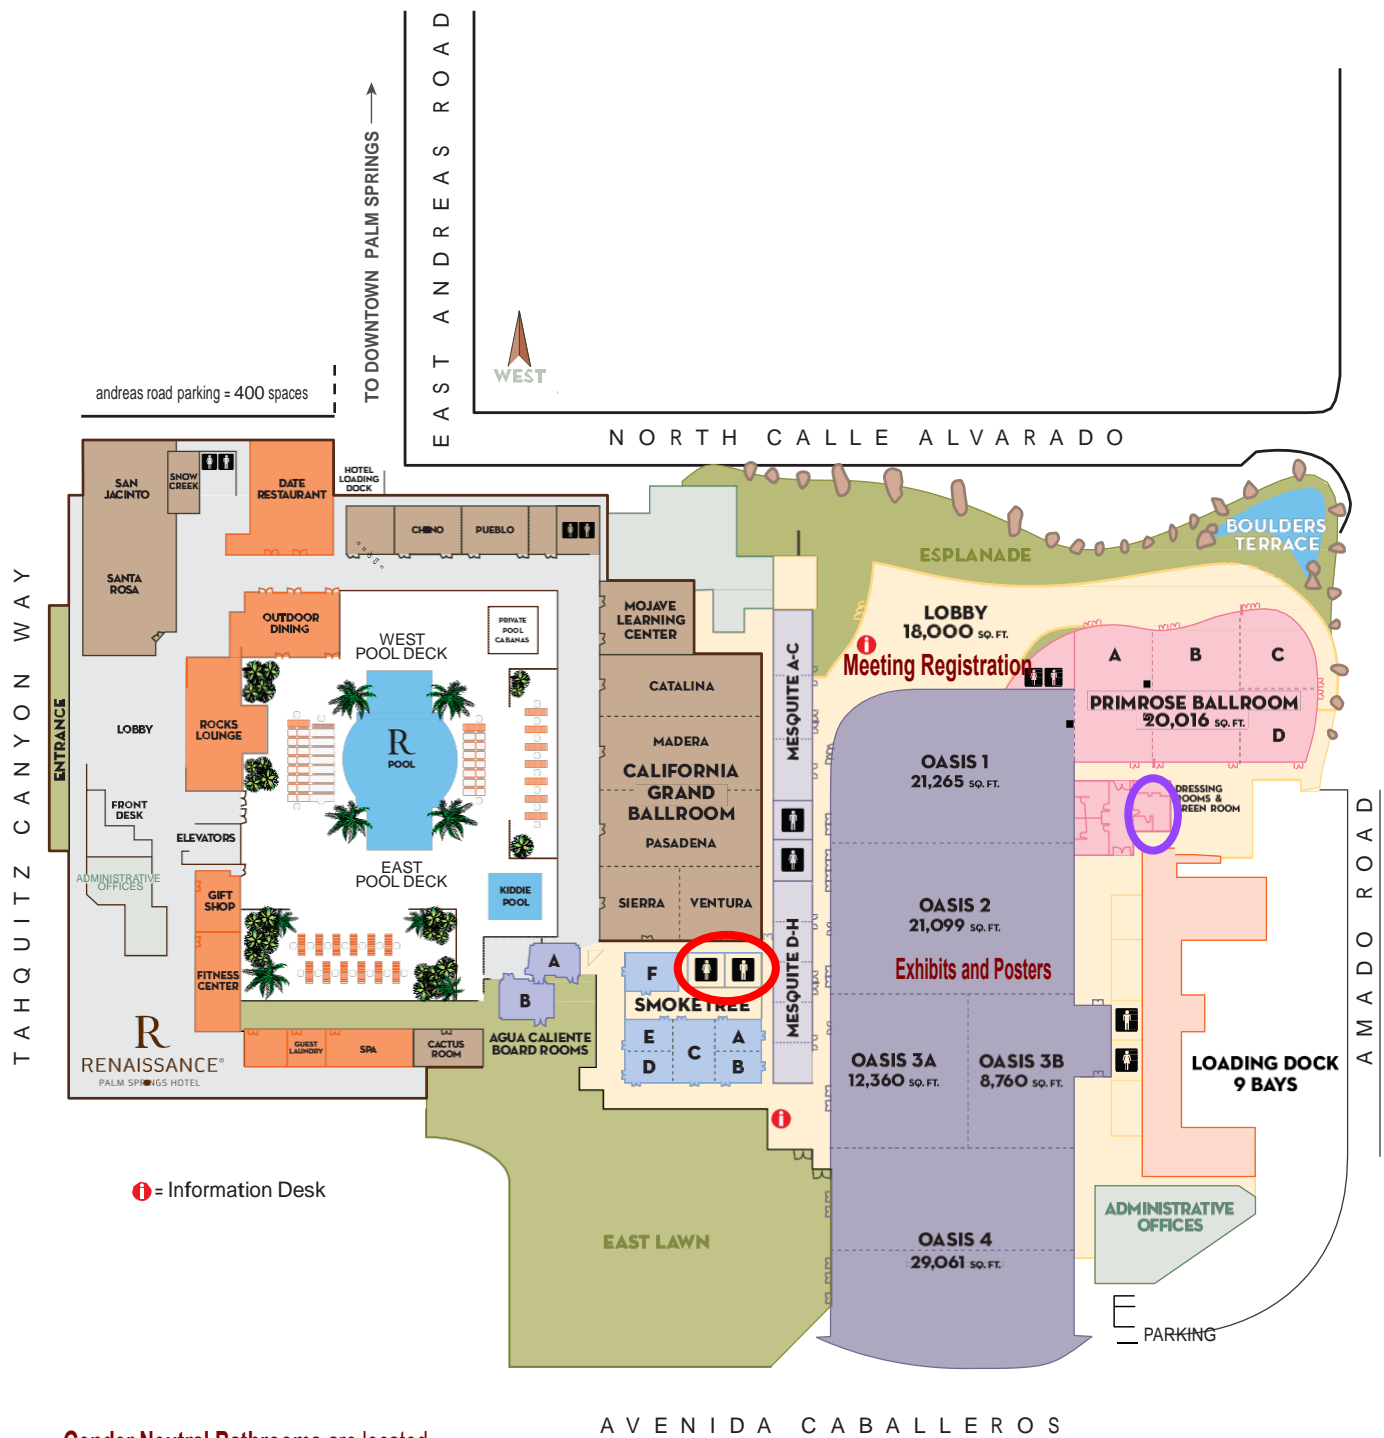 EAST ANDREAS ROAD
TO DOWNTOWN PALM SPRINGS
WEST
andreas road parking = 400 spaces
NORTH CALLE ALVARADO
SAN
JACINTO
SNOW
CREEK
DATE
RESTAURANT
HOTEL
LOADING
DOCK
PUEBLO
BOULDERS
TERRACE
ESPLANADE
SANTA
ROSA
OUTDOOR
DINING
PRIVATE
POOL
CABANAS
MOJAVE
LEARNING
CENTER
LOBBY
18,000 SQ. FT.
Meeting Registration
WEST
POOL DECK
CATALINA
MESQUITE A-C
A
B
C
PRIMROSE BALLROOM
20,016 SQ. FT.
D
TAHQUITZ CANYON WAY
ENTRANCE
LOBBY
ROCKS
LOUNGE
R
POOL
MADERA
CALIFORNIA
GRAND
BALLROOM
PASADENA
OASIS 1
21,265 SQ. FT.
FRONT
DESK
ELEVATORS
DRESSING
ROOMS &
GREEN ROOM
AMADO ROAD
EAST
POOL DECK
ADMINISTRATIVE
OFFICES
GIFT
SHOP
KIDDIE
POOL
SIERRA
VENTURA
OASIS 2
21,099 SQ. FT.
Exhibits and Posters
FITNESS
CENTER
A
B
F
SMOKETREE
MESQUITE D-H
R
RENAISSANCE®
PALM SPRINGS HOTEL
GUEST
LAUNDRY
SPA
CACTUS
ROOM
AGUA CALIENTE
BOARD ROOMS
E
D
C
A
B
OASIS 3A
12,360 SQ. FT.
OASIS 3B
8,760 SQ. FT.
LOADING DOCK
9 BAYS
i
i
i = Information Desk
EAST LAWN
OASIS 4
29,061 SQ. FT.
ADMINISTRATIVE
OFFICES
PARKING
AVENIDA CABALLEROS
Gender Neutral Bathrooms are located